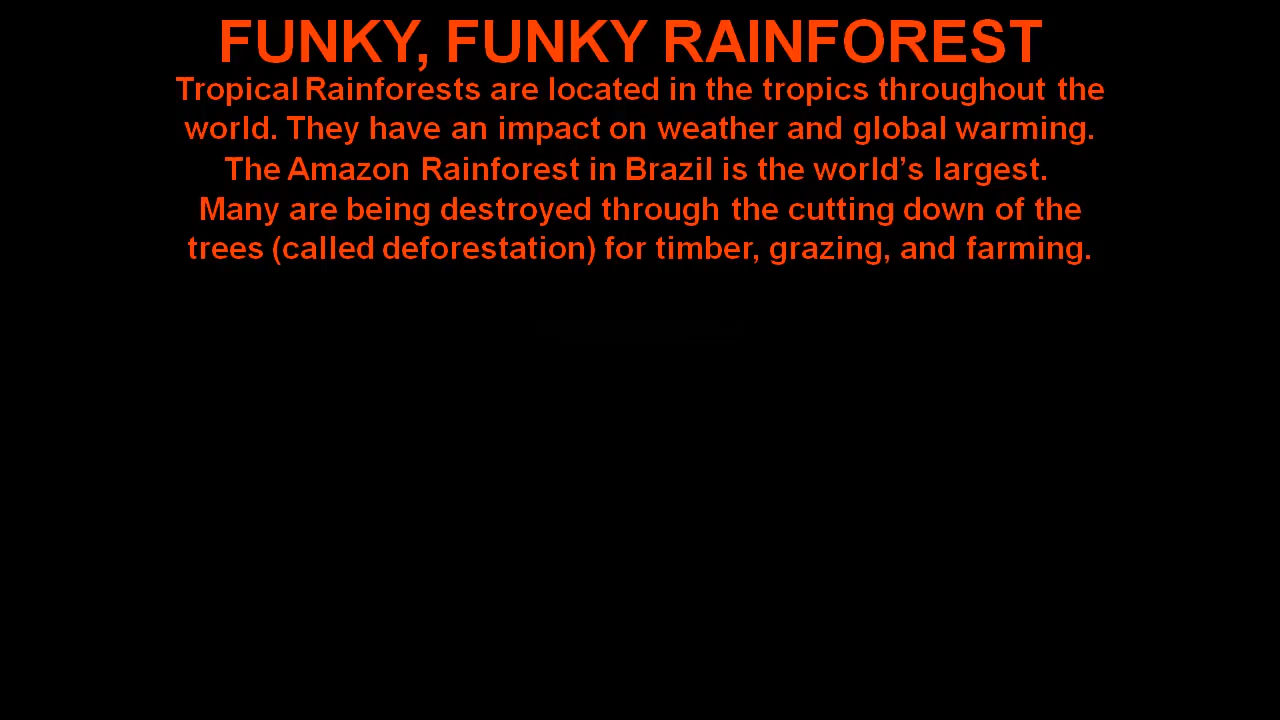 FUNKY, FUNKY RAINFOREST
Tropical Rainforests are located in the tropics throughout the
world. They have an impact on weather and global warming.
The Amazon Rainforest in Brazil is the world’s largest.
Many are being destroyed through the cutting down of the
trees (called deforestation) for timber, grazing, and farming.